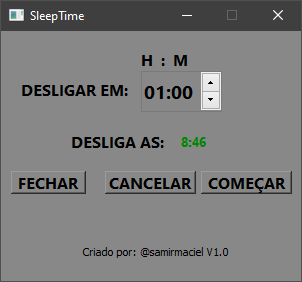 SleepTime
H : M
DESLIGAR EM: 01:00
DESLIGA AS: 8:46
FECHAR CANCELAR COMEÇAR
Criado por: @samirmaciel V1.0